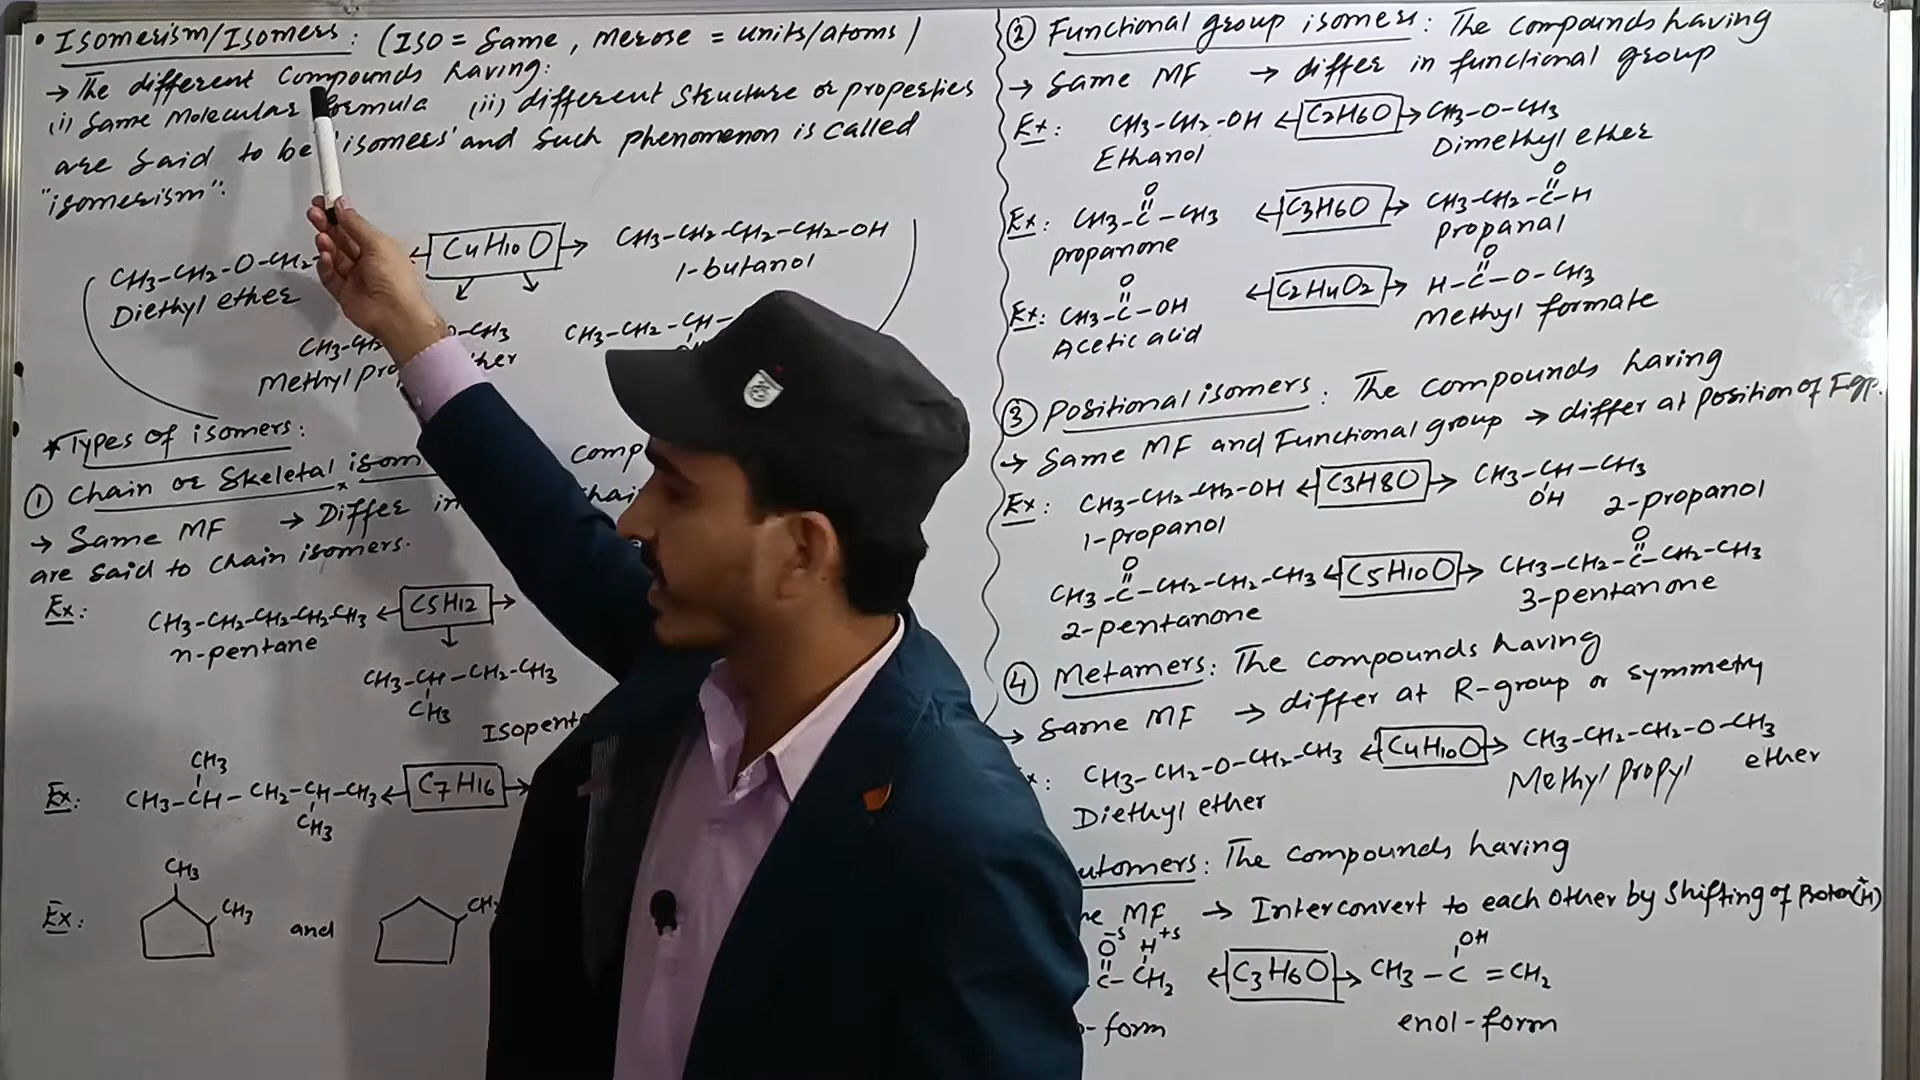 • Isomerism/Isomers : (ISO = Same, merose = units/atoms)
→ The different Compounds having:
(i) Same Molecular formula (ii) different Structure or properties
are said to be 'isomers' and Such phenomenon is called
"isomerism":
C4H10O
CH3-CH2-O-CH2-
Diethyl ether
CH3-CH2-CH2-CH2-OH
1-butanol
-CH3
Methyl
CH3-CH2-CH-
* Types of isomers:
① Chain or Skeletal isom
→ Same MF → Differ in
are said to chain isomers.
Ex: CH3-CH2-CH2-CH2-CH3 ← C5H12 →
n-pentane
↓
CH3-CH-CH2-CH3
CH3
Isopent
CH3
Ex: CH3-CH-CH2-CH-CH3 ← C7H16 →
CH3
CH3
Ex: CH3 and
② Functional group isomers : The compounds having
→ Same MF → differ in functional group
Ex: CH3-CH2-OH ← C2H6O → CH3-O-CH3
Ethanol Dimethyl ether
O O
Ex: CH3-C-CH3 ← C3H6O → CH3-CH2-C-H
propanone propanal
O O
Ex: CH3-C-OH ← C2H4O2 → H-C-O-CH3
Acetic acid Methyl formate
③ Positional isomers : The compounds having
→ Same MF and Functional group → differ at position of F.gp.
Ex: CH3-CH2-CH2-OH ← C3H8O → CH3-CH-CH3
OH
1-propanol 2-propanol
O O
CH3-C-CH2-CH2-CH3 ← C5H10O → CH3-CH2-C-CH2-CH3
2-pentanone 3-pentanone
④ Metamers: The compounds having
→ Same MF → differ at R-group or symmetry
CH3-CH2-O-CH2-CH3 ← C4H10O → CH3-CH2-CH2-O-CH3
Diethyl ether Methyl propyl ether
utomers: The compounds having
MF → Interconvert to each other by Shifting of Proton(H+)
O-δ H+δ OH
C-CH2 ← C3H6O → CH3-C=CH2
-form enol-form